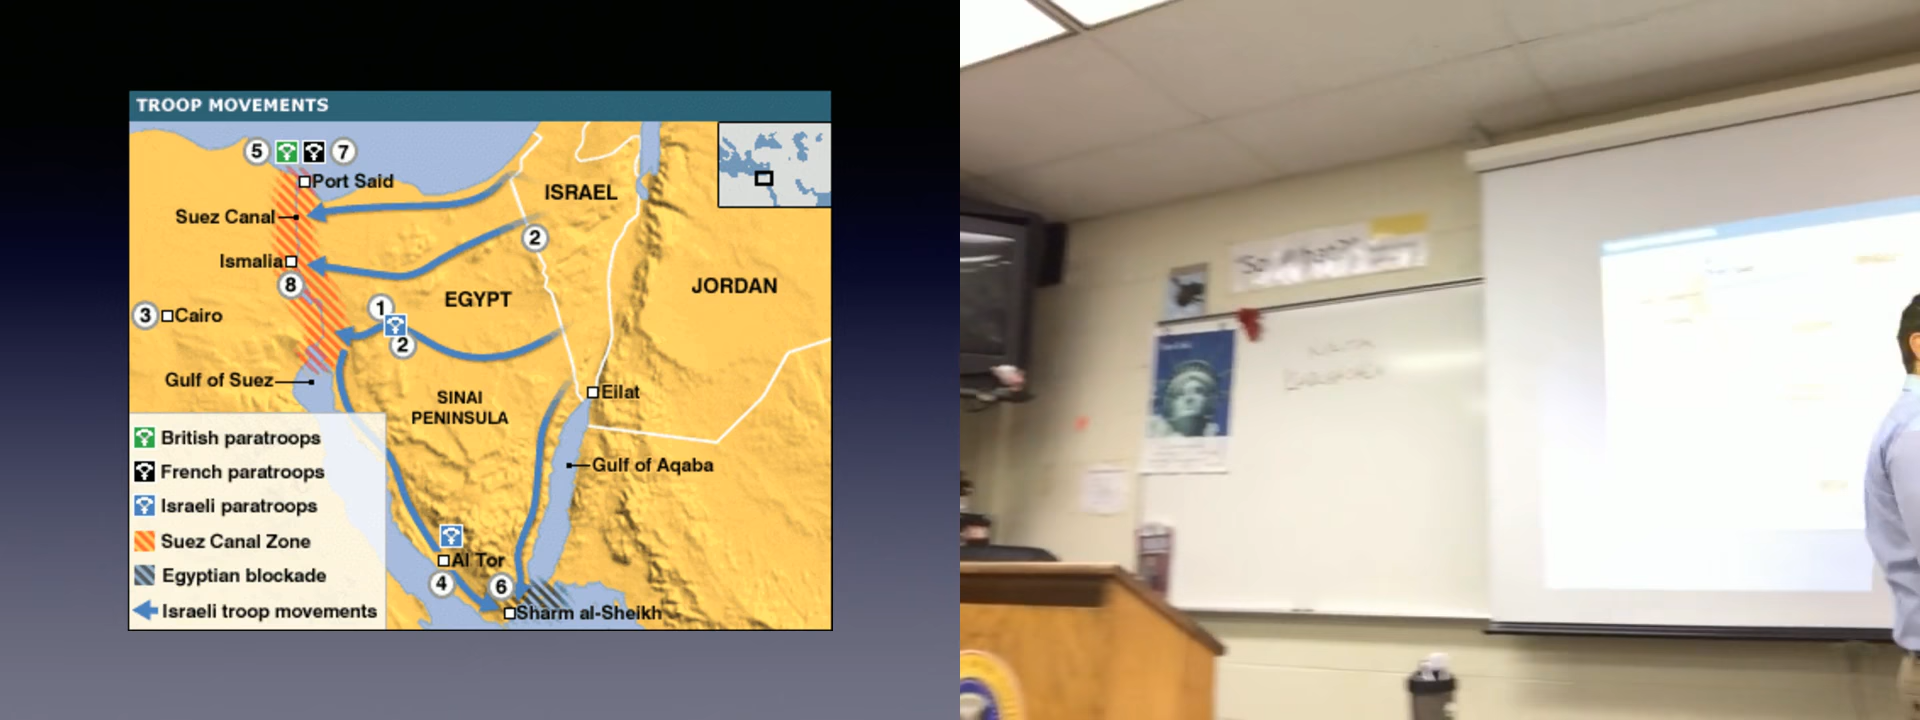 TROOP MOVEMENTS
5
7
Port Said
ISRAEL
Suez Canal
2
Ismalia
8
EGYPT
JORDAN
1
3
Cairo
2
Gulf of Suez
Eilat
SINAI
PENINSULA
Gulf of Aqaba
British paratroops
French paratroops
Israeli paratroops
Suez Canal Zone
Egyptian blockade
Israeli troop movements
Al Tor
4
6
Sharm al-Sheikh